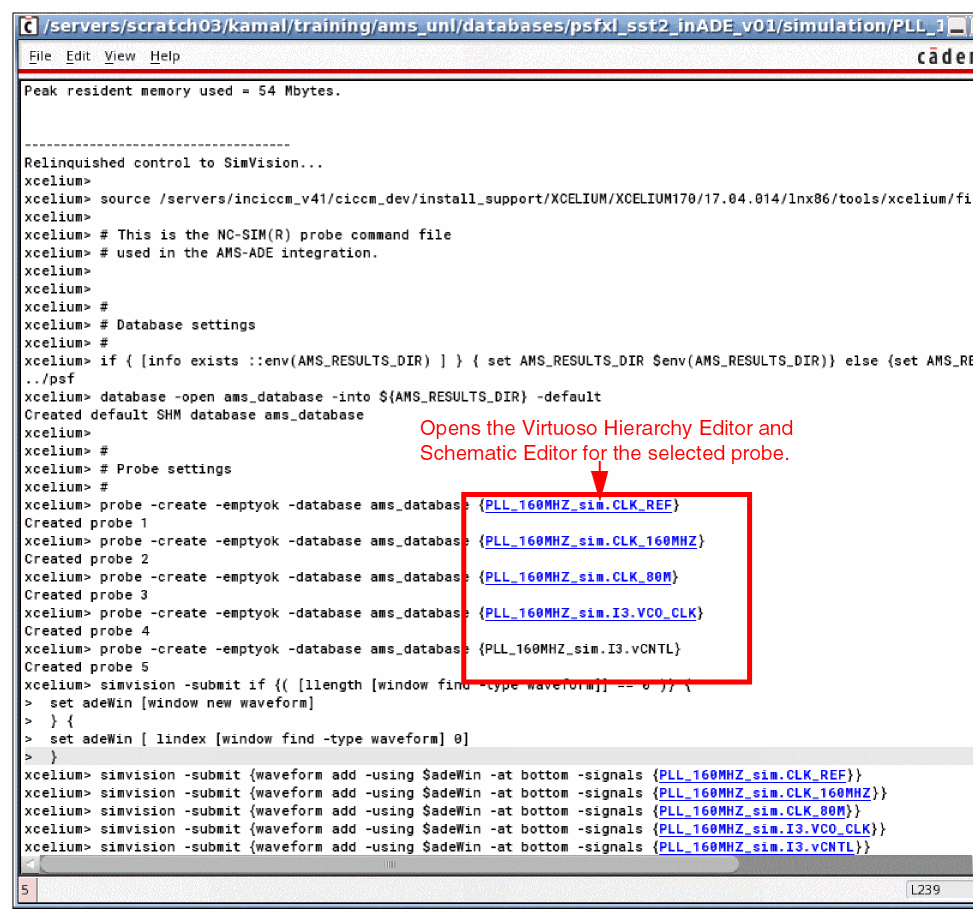 /servers/scratch03/kamal/training/ams_unl/databases/psfxl_sst2_inADE_v01/simulation/PLL_1
File Edit View Help
cāden
Peak resident memory used = 54 Mbytes.
-------------------------------------
Relinquished control to SimVision...
xcelium>
xcelium> source /servers/inciccm_v41/ciccm_dev/install_support/XCELIUM/XCELIUM170/17.04.014/lnx86/tools/xcelium/fi
xcelium>
xcelium> # This is the NC-SIM(R) probe command file
xcelium> # used in the AMS-ADE integration.
xcelium>
xcelium>
xcelium> #
xcelium> # Database settings
xcelium> #
xcelium> if { [info exists ::env(AMS_RESULTS_DIR) ] } { set AMS_RESULTS_DIR $env(AMS_RESULTS_DIR)} else {set AMS_RE
../psf
xcelium> database -open ams_database -into ${AMS_RESULTS_DIR} -default
Created default SHM database ams_database
xcelium>
Opens the Virtuoso Hierarchy Editor and
xcelium> #
Schematic Editor for the selected probe.
xcelium> # Probe settings
xcelium> #
xcelium> probe -create -emptyok -database ams_database {PLL_160MHZ_sim.CLK_REF}
Created probe 1
xcelium> probe -create -emptyok -database ams_database {PLL_160MHZ_sim.CLK_160MHZ}
Created probe 2
xcelium> probe -create -emptyok -database ams_database {PLL_160MHZ_sim.CLK_80M}
Created probe 3
xcelium> probe -create -emptyok -database ams_database {PLL_160MHZ_sim.I3.VCO_CLK}
Created probe 4
xcelium> probe -create -emptyok -database ams_database {PLL_160MHZ_sim.I3.vCNTL}
Created probe 5
xcelium> simvision -submit if {( [llength [window find -type waveform]] == 0 )} {
> set adeWin [window new waveform]
> } {
> set adeWin [ lindex [window find -type waveform] 0]
> }
xcelium> simvision -submit {waveform add -using $adeWin -at bottom -signals {PLL_160MHZ_sim.CLK_REF}}
xcelium> simvision -submit {waveform add -using $adeWin -at bottom -signals {PLL_160MHZ_sim.CLK_160MHZ}}
xcelium> simvision -submit {waveform add -using $adeWin -at bottom -signals {PLL_160MHZ_sim.CLK_80M}}
xcelium> simvision -submit {waveform add -using $adeWin -at bottom -signals {PLL_160MHZ_sim.I3.VCO_CLK}}
xcelium> simvision -submit {waveform add -using $adeWin -at bottom -signals {PLL_160MHZ_sim.I3.vCNTL}}
5
L239